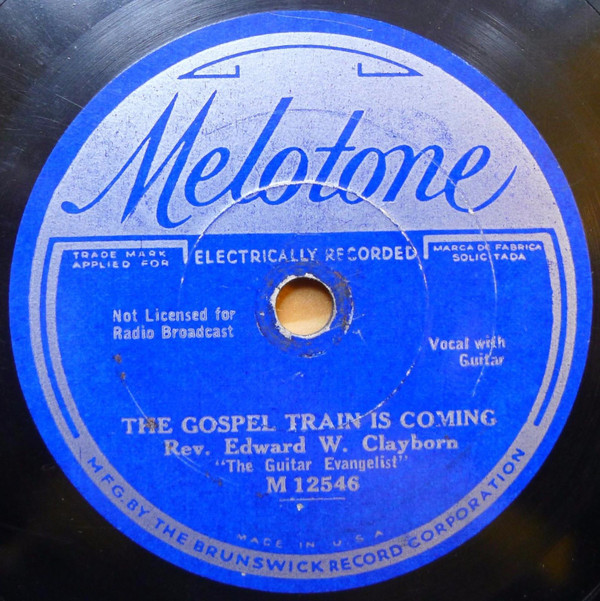 Melotone
TRADE MARK
APPLIED FOR
ELECTRICALLY RECORDED
MARCA DE FABRICA
SOLICITADA
Not Licensed for
Radio Broadcast
Vocal with
Guitar
THE GOSPEL TRAIN IS COMING
Rev. Edward W. Clayborn
"The Guitar Evangelist"
M 12546
MADE IN U.S.A
MFG. BY THE BRUNSWICK RECORD CORPORATION